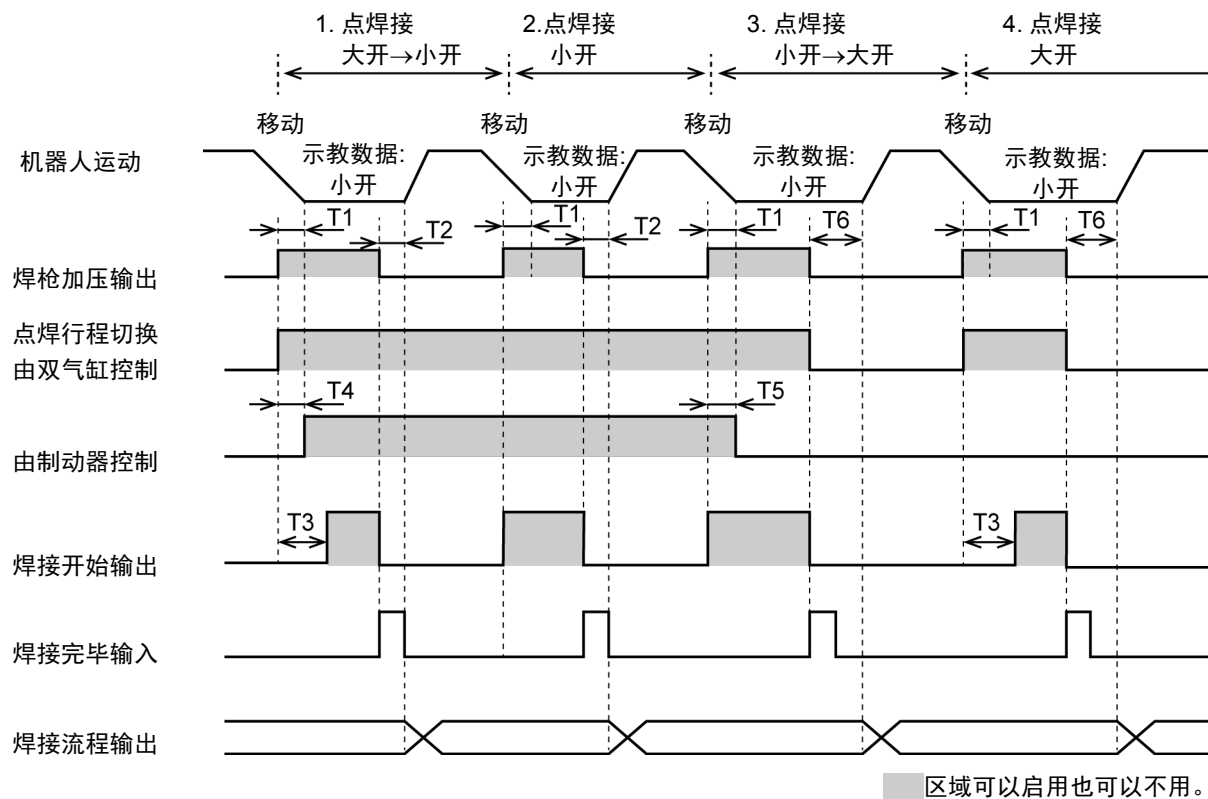 1. 点焊接
大开→小开
2.点焊接
小开
3. 点焊接
小开→大开
4. 点焊接
大开
移动
移动
移动
移动
机器人运动
示教数据:
小开
示教数据:
小开
示教数据:
小开
示教数据:
小开
T1
T2
T1
T2
T1
T6
T1
T6
焊枪加压输出
点焊行程切换
由双气缸控制
T4
T5
由制动器控制
T3
T3
焊接开始输出
焊接完毕输入
焊接流程输出
区域可以启用也可以不用。